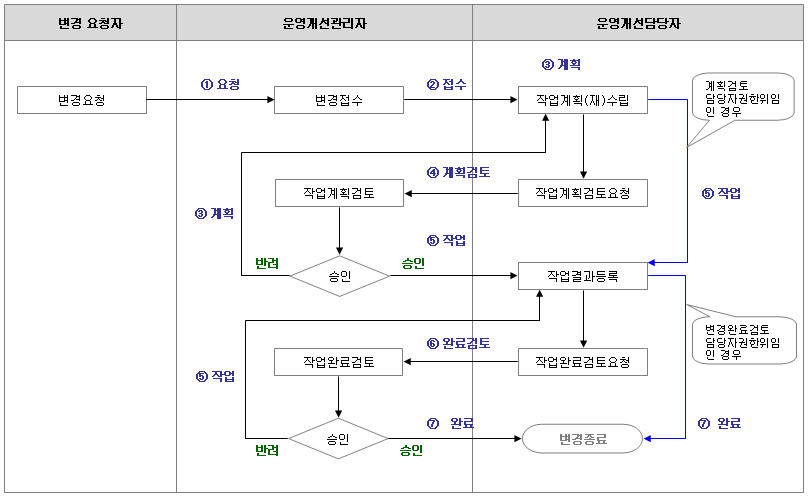 변경 요청자
운영개선관리자
운영개선담당자
③ 계획
① 요청
② 접수
변경요청
변경접수
작업계획(재)수립
계획검토
담당자권한위임
인 경우
④ 계획검토
작업계획검토
작업계획검토요청
⑤ 작업
③ 계획
⑤ 작업
반려
승인
승인
작업결과등록
변경완료검토
담당자권한위임
인 경우
⑥ 완료검토
작업완료검토
작업완료검토요청
⑤ 작업
⑦ 완료
⑦ 완료
승인
변경종료
반려
승인